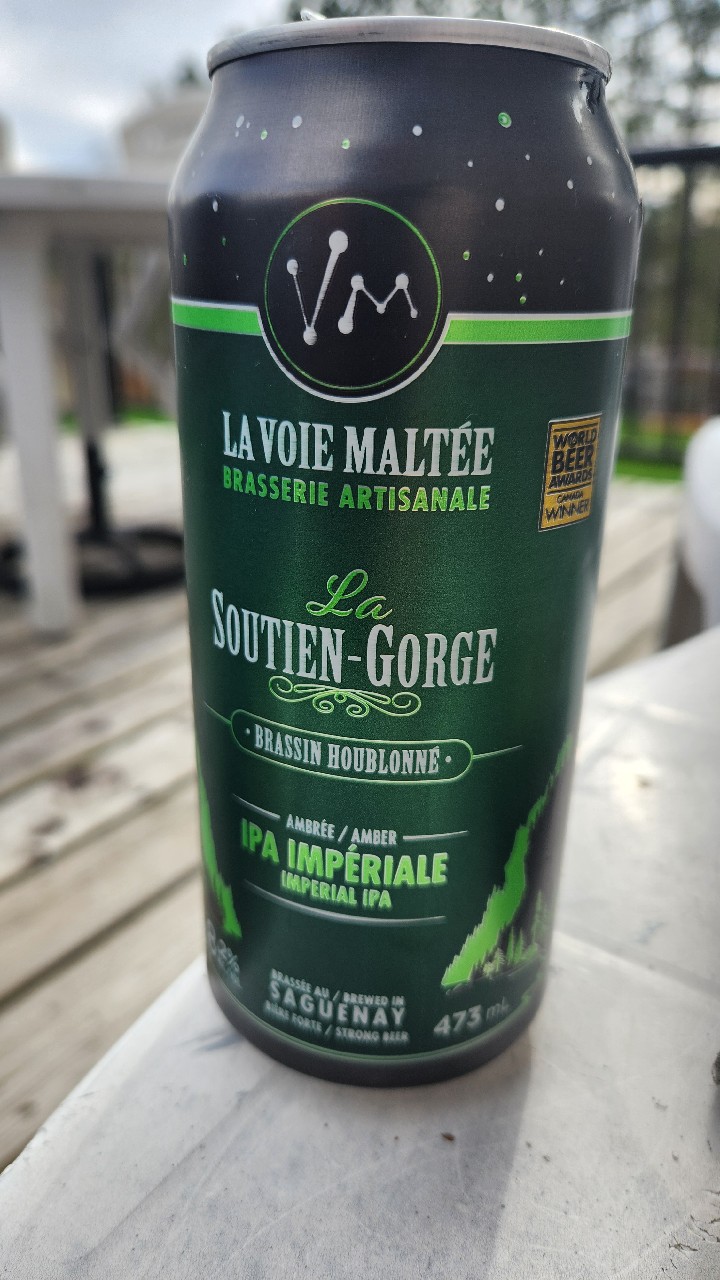 VM
LA VOIE MALTÉE
BRASSERIE ARTISANALE
WORLD
BEER
AWARDS
CANADA
WINNER
La
SOUTIEN-GORGE
· BRASSIN HOUBLONNÉ ·
AMBRÉE / AMBER
IPA IMPÉRIALE
IMPERIAL IPA
BRASSÉE AU / BREWED IN
SAGUENAY
BIÈRE FORTE / STRONG BEER
473 mL